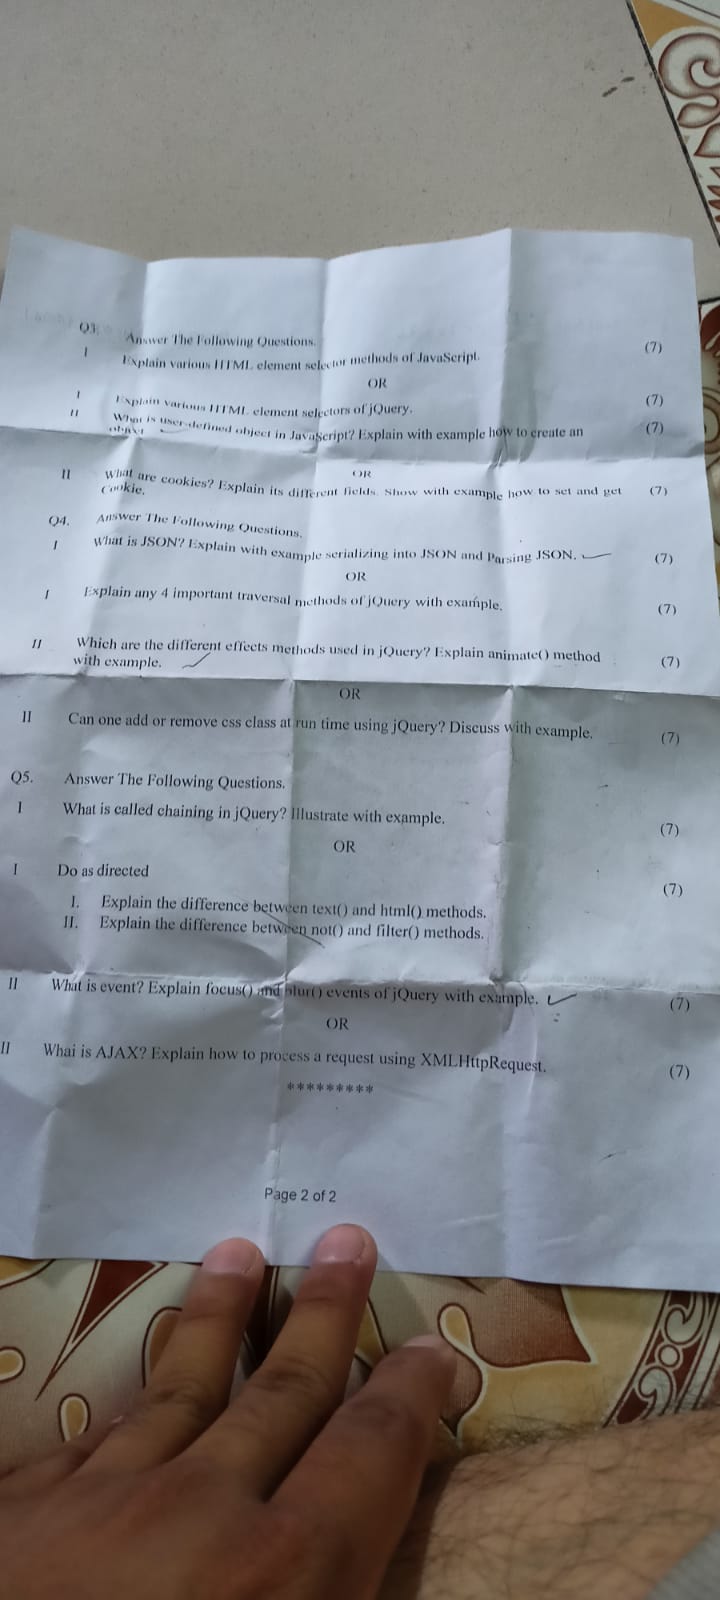 Q3. Answer The Following Questions.
I Explain various HTML element selector methods of JavaScript. (7)
OR
I Explain various HTML element selectors of jQuery. (7)
II What is user-defined object in JavaScript? Explain with example how to create an (7)
object
OR
II What are cookies? Explain its different fields. Show with example how to set and get (7)
Cookie.
Q4. Answer The Following Questions.
I What is JSON? Explain with example serializing into JSON and Parsing JSON. (7)
OR
I Explain any 4 important traversal methods of jQuery with example. (7)
II Which are the different effects methods used in jQuery? Explain animate() method (7)
with example.
OR
II Can one add or remove css class at run time using jQuery? Discuss with example. (7)
Q5. Answer The Following Questions.
I What is called chaining in jQuery? Illustrate with example. (7)
OR
I Do as directed (7)
I. Explain the difference between text() and html() methods.
II. Explain the difference between not() and filter() methods.
II What is event? Explain focus() and blur() events of jQuery with example. (7)
OR
II Whai is AJAX? Explain how to process a request using XMLHttpRequest. (7)
*********
Page 2 of 2